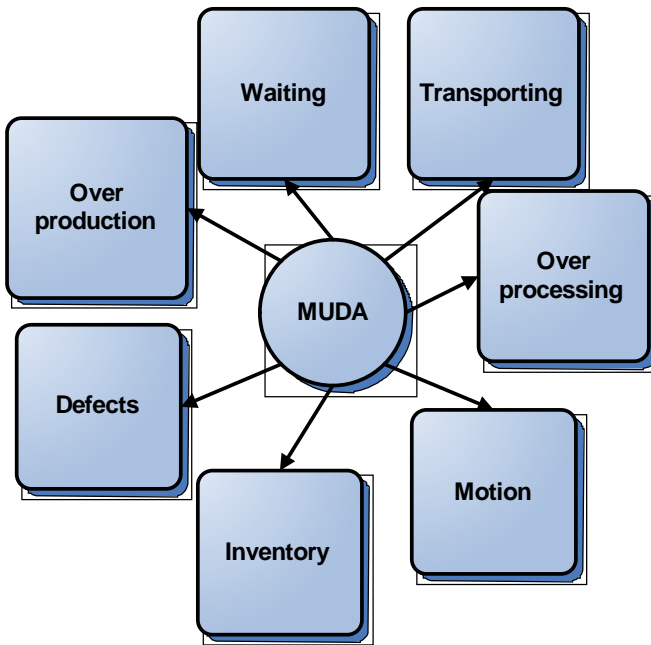 Waiting
Transporting
Over
production
Over
processing
MUDA
Defects
Motion
Inventory